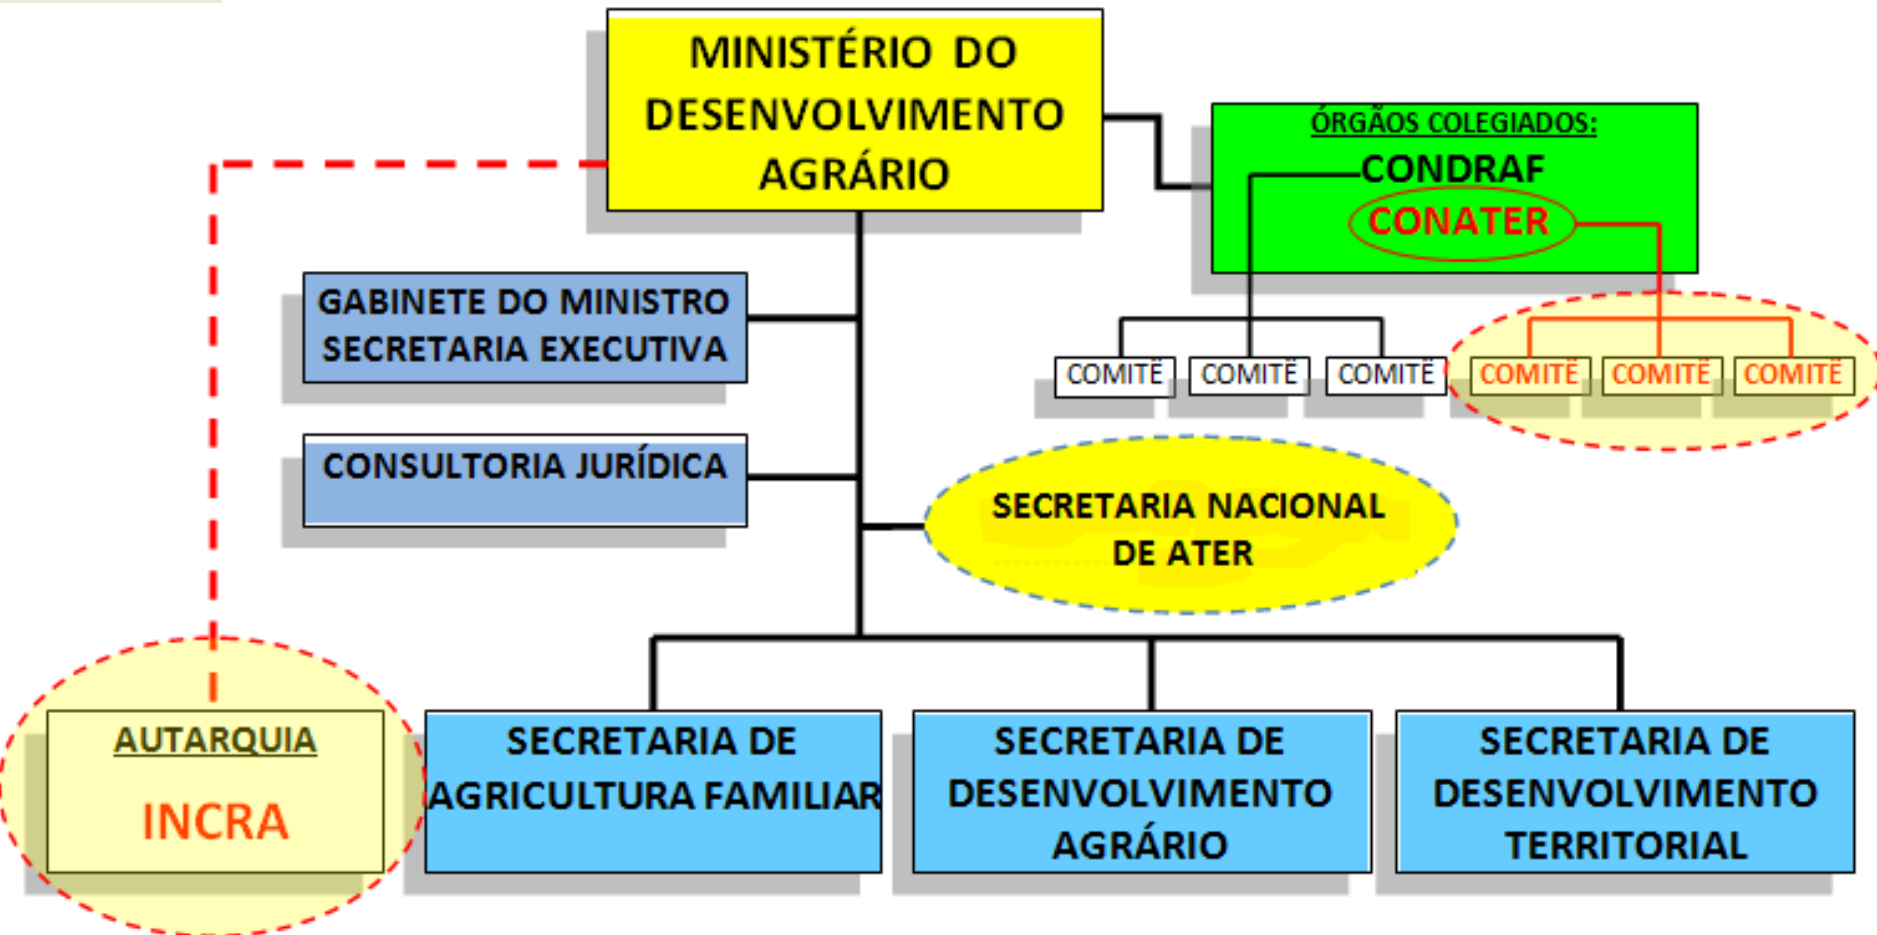 MINISTÉRIO DO
DESENVOLVIMENTO
AGRÁRIO
ÓRGÃOS COLEGIADOS:
CONDRAF
CONATER
GABINETE DO MINISTRO
SECRETARIA EXECUTIVA
COMITÊ COMITÊ COMITÊ COMITÊ COMITÊ COMITÊ
CONSULTORIA JURÍDICA
SECRETARIA NACIONAL
DE ATER
AUTARQUIA
INCRA
SECRETARIA DE
AGRICULTURA FAMILIAR
SECRETARIA DE
DESENVOLVIMENTO
AGRÁRIO
SECRETARIA DE
DESENVOLVIMENTO
TERRITORIAL